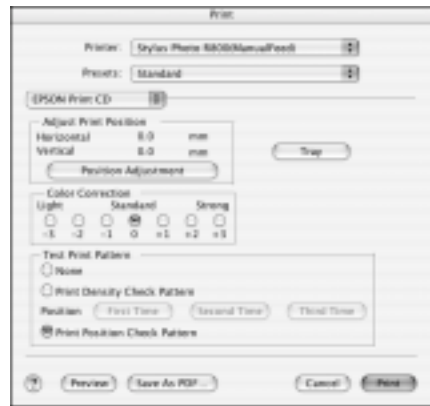 Print
Printer: Stylus Photo R800(ManualFeed)
Presets: Standard
EPSON Print CD
Adjust Print Position
Horizontal 0.0 mm
Vertical 0.0 mm
Tray
Position Adjustment
Color Correction
Light Standard Strong
-3 -2 -1 0 +1 +2 +3
Test Print Pattern
None
Print Density Check Pattern
Position First Time Second Time Third Time
Print Position Check Pattern
? Preview Save As PDF... Cancel Print